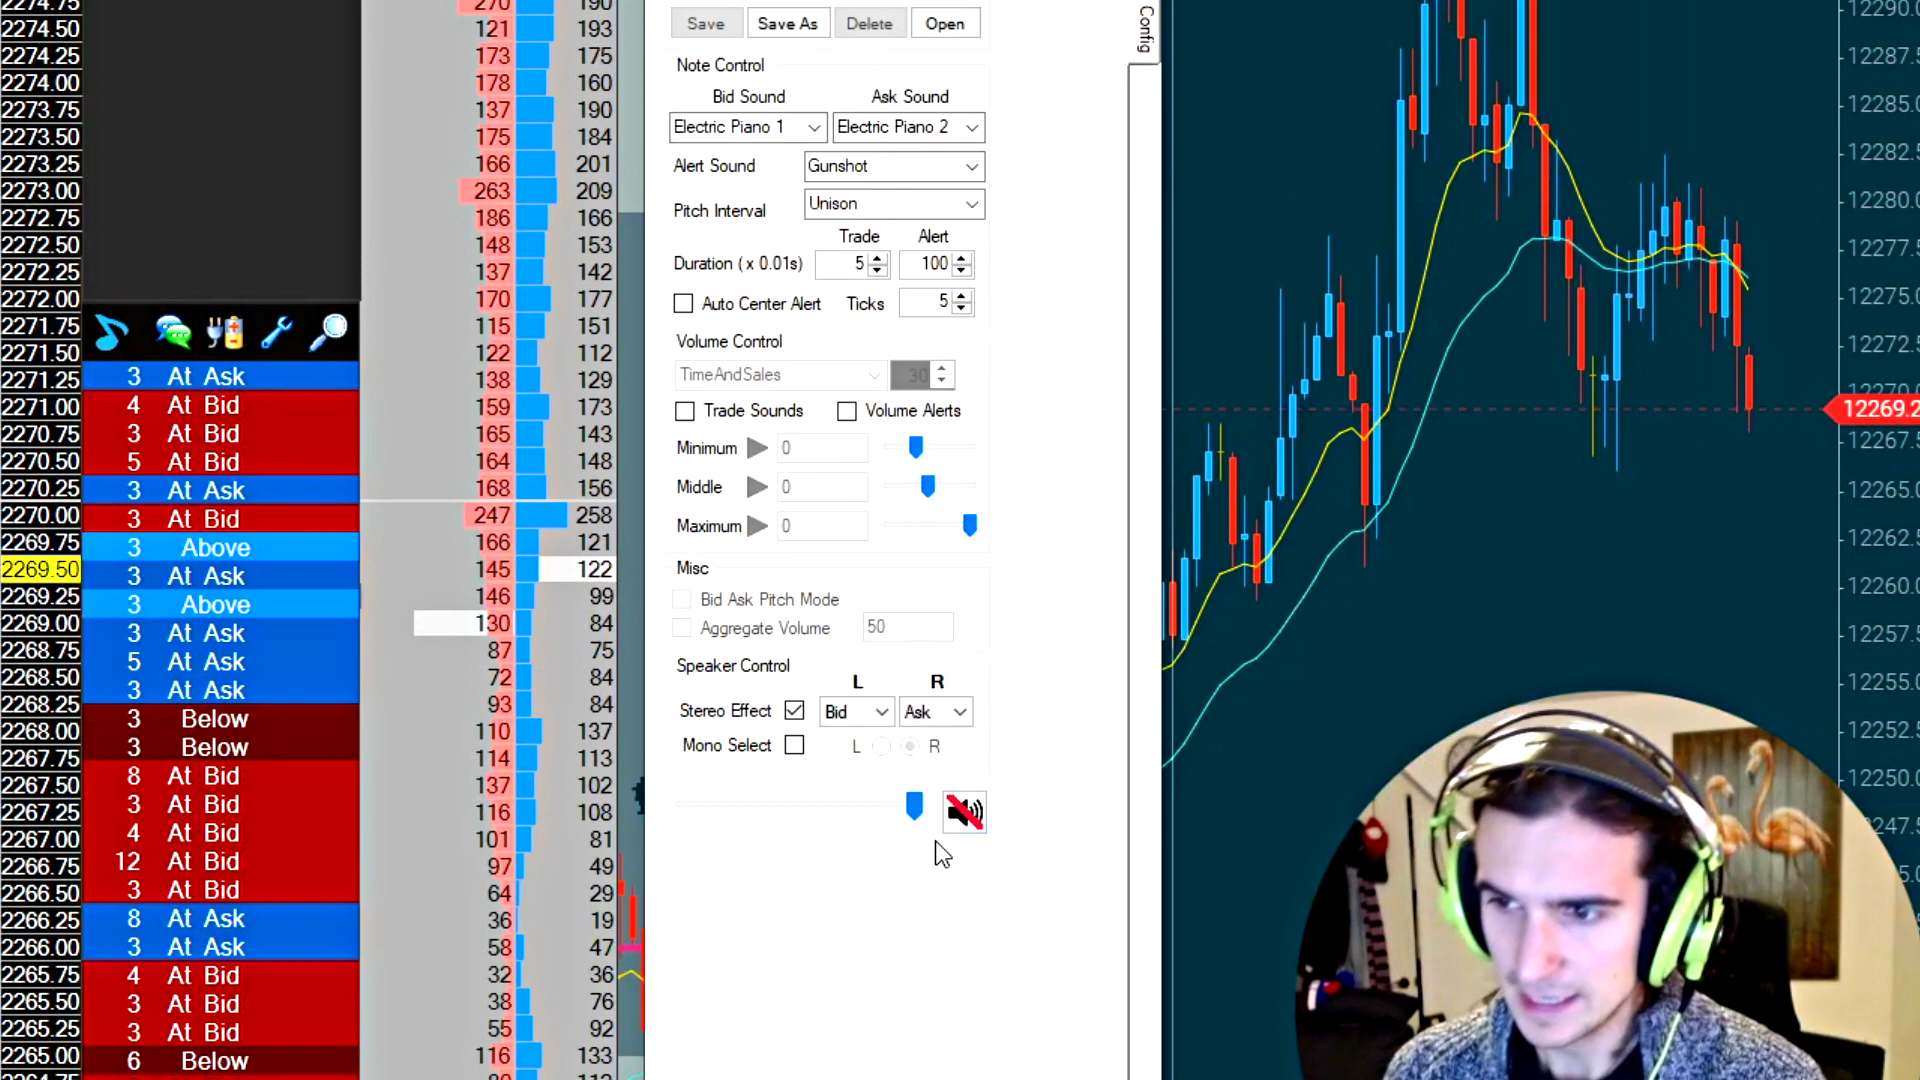 2274.75 270 190
2274.50 121 193
2274.25 173 175
2274.00 178 160
2273.75 137 190
2273.50 175 184
2273.25 166 201
2273.00 263 209
2272.75 186 166
2272.50 148 153
2272.25 137 142
2272.00 170 177
2271.75 115 151
2271.50 122 112
2271.25 138 129
2271.00 159 173
2270.75 165 143
2270.50 164 148
2270.25 168 156
2270.00 247 258
2269.75 166 121
2269.50 145 122
2269.25 146 99
2269.00 130 84
2268.75 87 75
2268.50 72 84
2268.25 93 84
2268.00 110 137
2267.75 114 113
2267.50 137 102
2267.25 116 108
2267.00 101 81
2266.75 97 49
2266.50 64 29
2266.25 36 19
2266.00 58 47
2265.75 32 36
2265.50 38 76
2265.25 55 92
2265.00 116 133
3 At Ask
4 At Bid
3 At Bid
5 At Bid
3 At Ask
3 At Bid
3 Above
3 At Ask
3 Above
3 At Ask
5 At Ask
3 At Ask
3 Below
3 Below
8 At Bid
3 At Bid
4 At Bid
12 At Bid
3 At Bid
8 At Ask
3 At Ask
4 At Bid
3 At Bid
3 At Bid
6 Below
Save Save As Delete Open
Note Control
Bid Sound Ask Sound
Electric Piano 1 Electric Piano 2
Alert Sound Gunshot
Pitch Interval Unison
Trade Alert
Duration (x 0.01s) 5 100
Auto Center Alert Ticks 5
Volume Control
TimeAndSales 30
Trade Sounds Volume Alerts
Minimum 0
Middle 0
Maximum 0
Misc
Bid Ask Pitch Mode
Aggregate Volume 50
Speaker Control
L R
Stereo Effect Bid Ask
Mono Select L R
Config
12290.0
12287.5
12285.0
12282.5
12280.0
12277.5
12275.0
12272.5
12270.0
12269.2
12267.5
12265.0
12262.5
12260.0
12257.5
12255.0
12252.5
12250.0
247.5
5.0